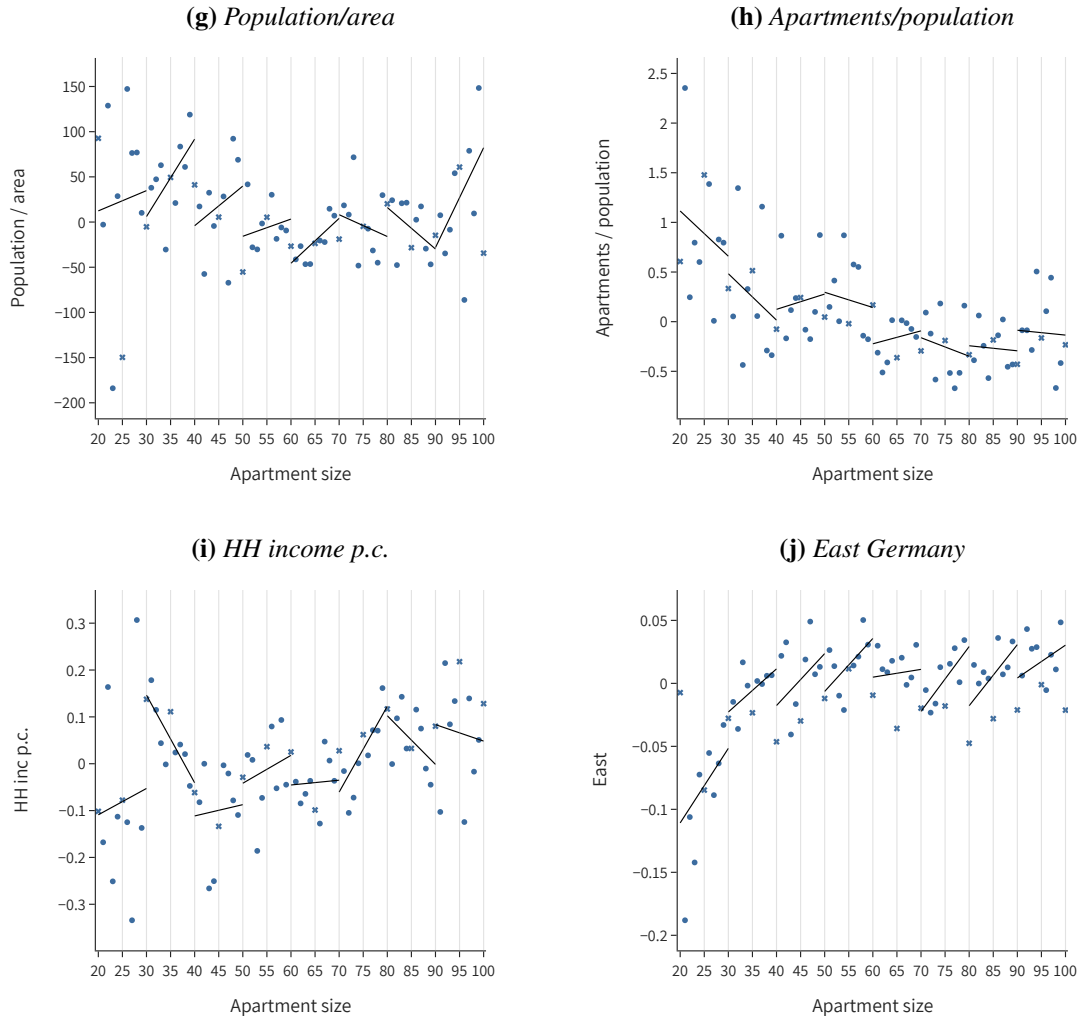 (g) Population/area
150
100
50
0
−50
−100
−150
−200
Population / area
20 25 30 35 40 45 50 55 60 65 70 75 80 85 90 95 100
Apartment size
(h) Apartments/population
2.5
2
1.5
1
0.5
0
−0.5
Apartments / population
20 25 30 35 40 45 50 55 60 65 70 75 80 85 90 95 100
Apartment size
(i) HH income p.c.
0.3
0.2
0.1
0
−0.1
−0.2
−0.3
HH inc p.c.
20 25 30 35 40 45 50 55 60 65 70 75 80 85 90 95 100
Apartment size
(j) East Germany
0.05
0
−0.05
−0.1
−0.15
−0.2
East
20 25 30 35 40 45 50 55 60 65 70 75 80 85 90 95 100
Apartment size